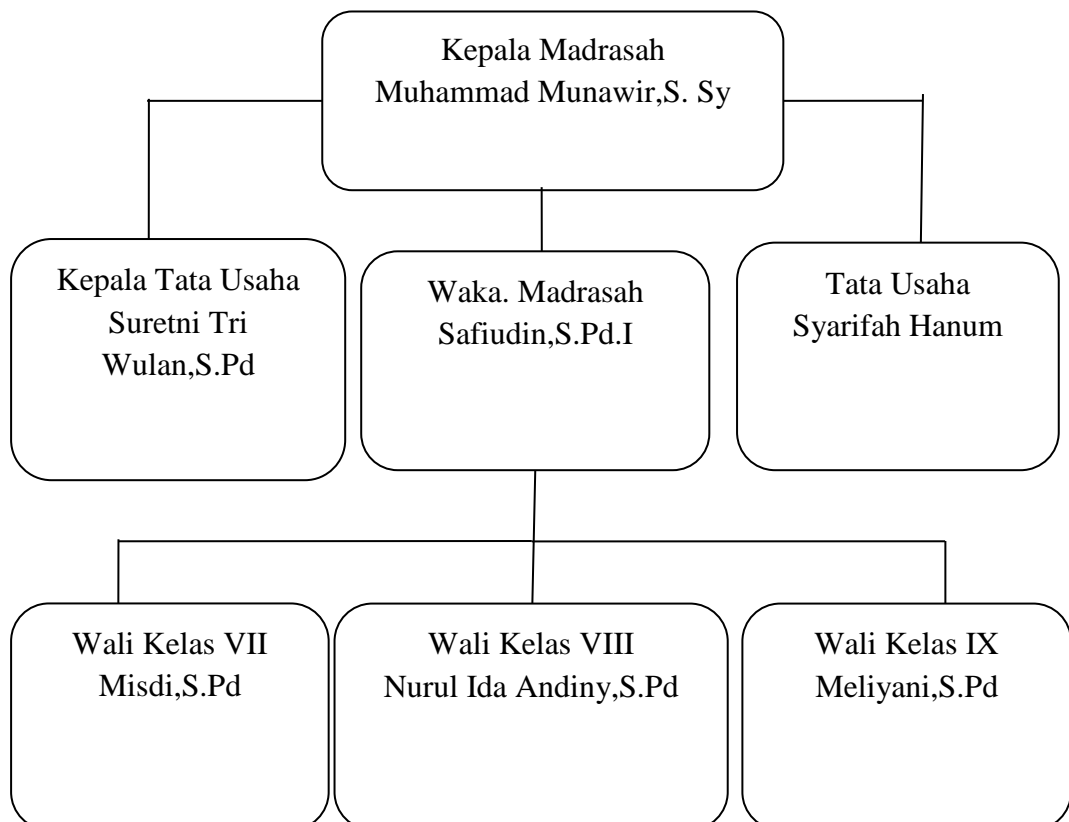 Kepala Madrasah
Muhammad Munawir,S. Sy
Kepala Tata Usaha
Suretni Tri
Wulan,S.Pd
Waka. Madrasah
Safiudin,S.Pd.I
Tata Usaha
Syarifah Hanum
Wali Kelas VII
Misdi,S.Pd
Wali Kelas VIII
Nurul Ida Andiny,S.Pd
Wali Kelas IX
Meliyani,S.Pd